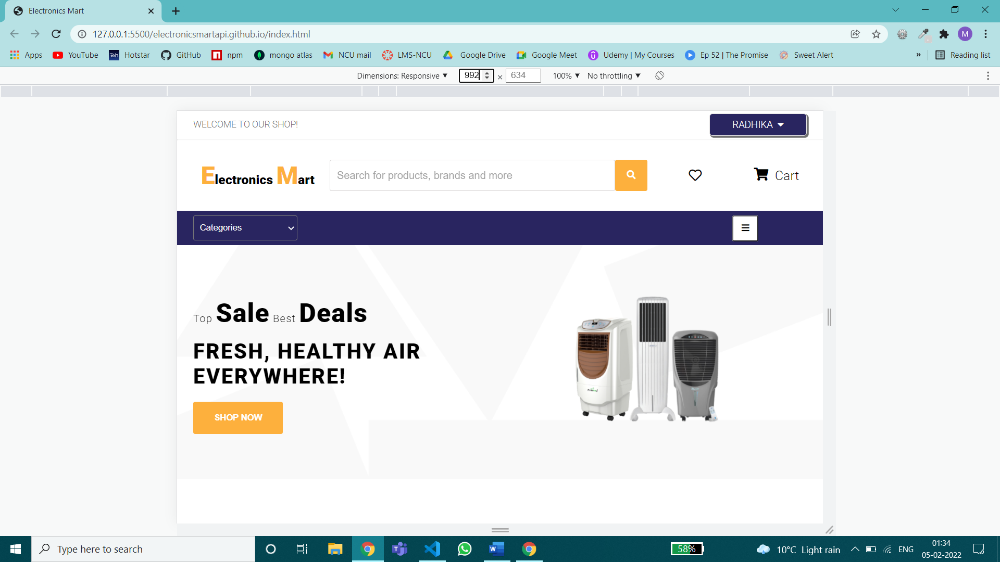 Electronics Mart
127.0.0.1:5500/electronicsmartapi.github.io/index.html
M
Apps YouTube Hotstar GitHub npm mongo atlas NCU mail LMS-NCU Google Drive Google Meet Udemy | My Courses Ep 52 | The Promise Sweet Alert » Reading list
Dimensions: Responsive ▼ 992 × 634 100% ▼ No throttling ▼
WELCOME TO OUR SHOP!
RADHIKA
Electronics Mart
Search for products, brands and more
Cart
Categories
Top Sale Best Deals
FRESH, HEALTHY AIR
EVERYWHERE!
SHOP NOW
Type here to search
58%
10°C Light rain
ENG
01:34
05-02-2022